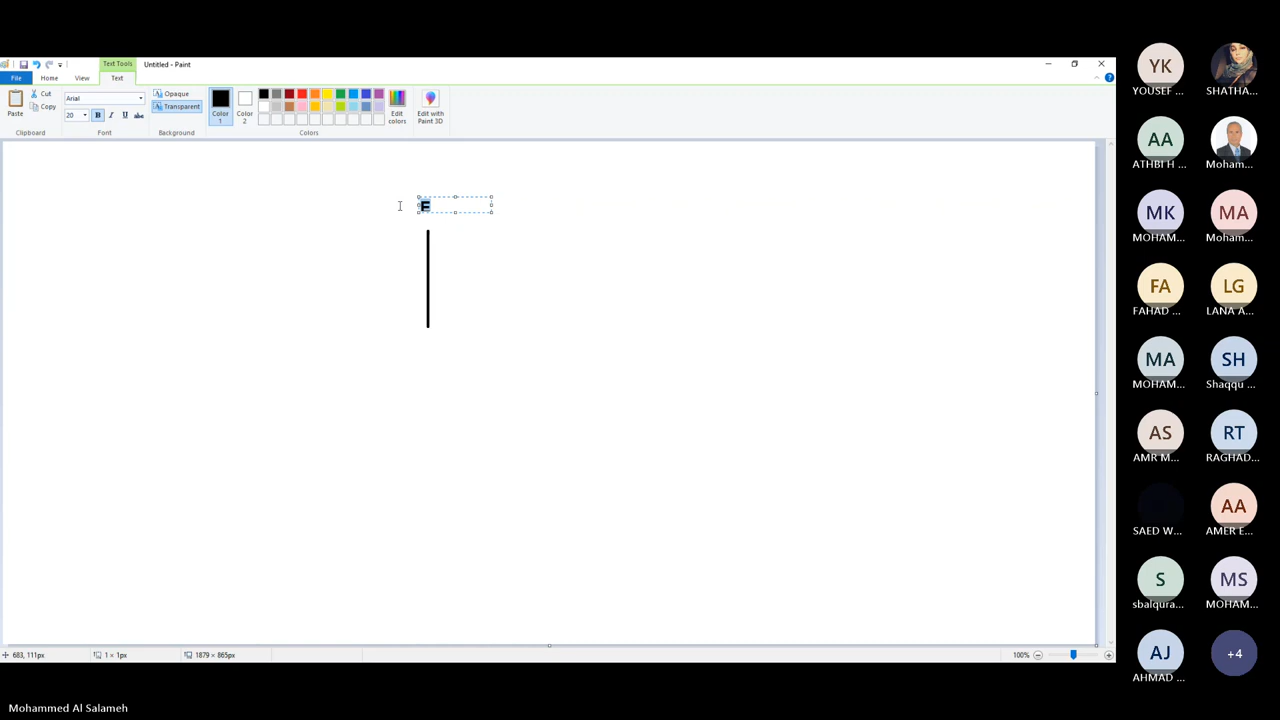 Text Tools
Untitled - Paint
File
Home
View
Text
Paste
Cut
Copy
Clipboard
Arial
20
B
I
U
abc
Font
Opaque
Transparent
Background
Color 1
Color 2
Edit colors
Colors
Edit with Paint 3D
E
683, 111px
1 × 1px
1879 × 865px
100%
YK
YOUSEF ...
SHATHA...
AA
ATHBI H ...
Moham...
MK
MOHAM...
MA
Moham...
FA
FAHAD ...
LG
LANA A...
MA
MOHAM...
SH
Shaqqu ...
AS
AMR M...
RT
RAGHAD...
SAED W...
AA
AMER E...
S
sbalqura...
MS
MOHAM...
AJ
AHMAD ...
+4
Mohammed Al Salameh